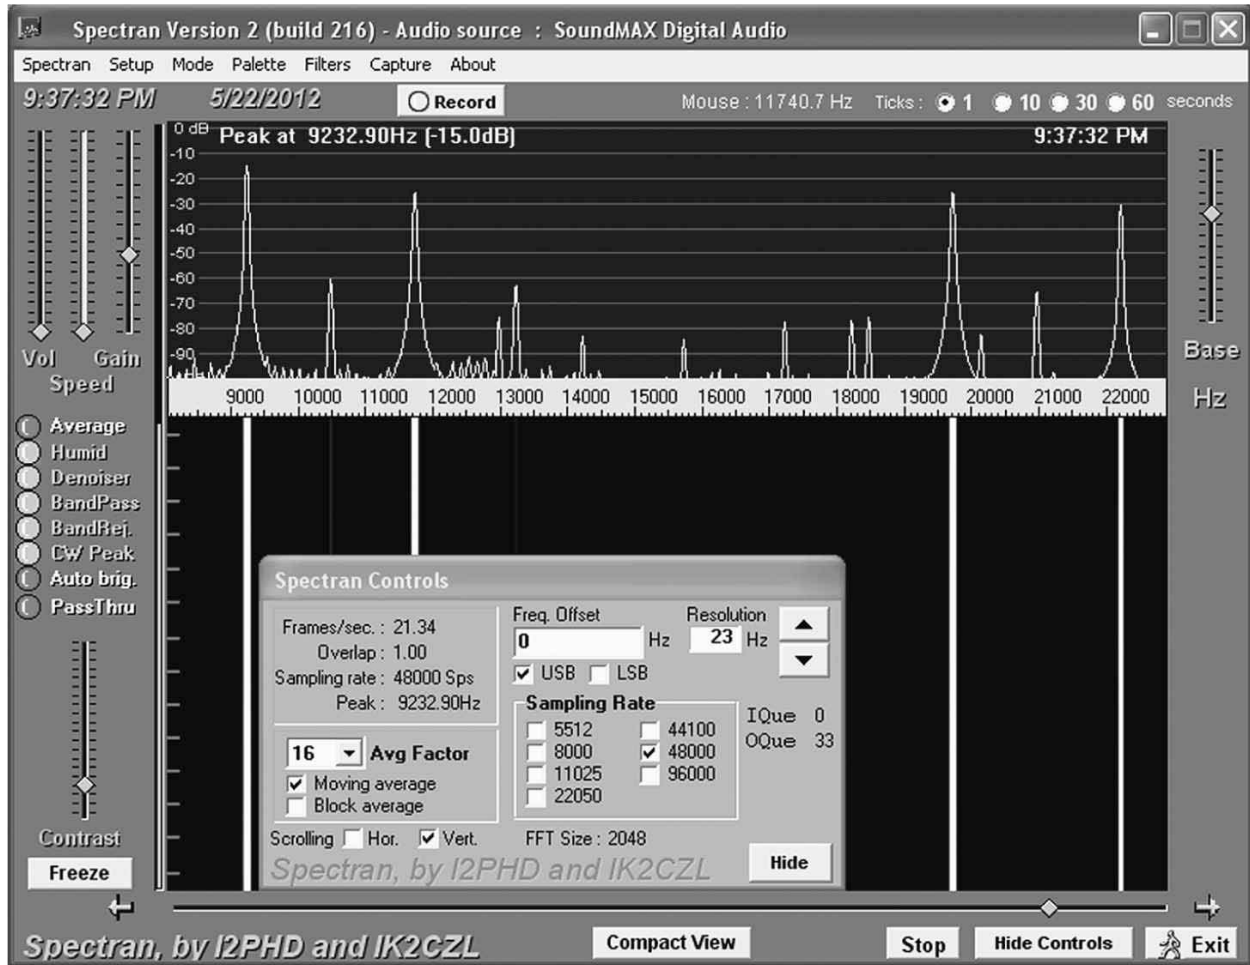 Spectran Version 2 (build 216) - Audio source : SoundMAX Digital Audio
Spectran Setup Mode Palette Filters Capture About
9:37:32 PM 5/22/2012 Record Mouse : 11740.7 Hz Ticks : 1 10 30 60 seconds
0 dB Peak at 9232.90Hz (-15.0dB) 9:37:32 PM
-10
-20
-30
-40
-50
-60
-70
-80
-90
Vol Gain
Speed
Base
Hz
9000 10000 11000 12000 13000 14000 15000 16000 17000 18000 19000 20000 21000 22000
Average
Humid
Denoiser
BandPass
BandRej.
CW Peak
Auto brig.
PassThru
Contrast
Freeze
Spectran Controls
Frames/sec. : 21.34
Overlap : 1.00
Sampling rate : 48000 Sps
Peak : 9232.90Hz
16 Avg Factor
Moving average
Block average
Scrolling Hor. Vert.
Freq. Offset Resolution
0 Hz 23 Hz
USB LSB
Sampling Rate
5512 44100
8000 48000
11025 96000
22050
IQue 0
OQue 33
FFT Size : 2048
Spectran, by I2PHD and IK2CZL
Hide
Spectran, by I2PHD and IK2CZL Compact View Stop Hide Controls Exit